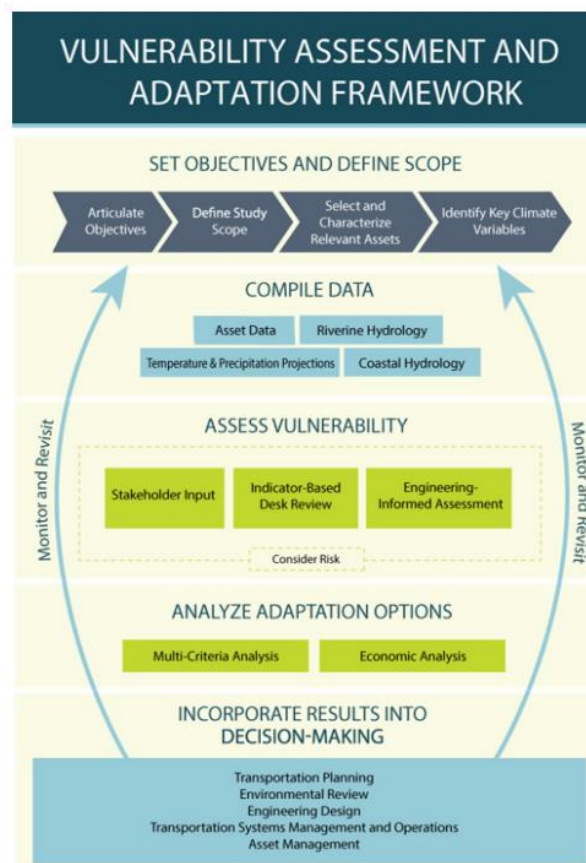 VULNERABILITY ASSESSMENT AND
ADAPTATION FRAMEWORK
SET OBJECTIVES AND DEFINE SCOPE
Articulate
Objectives
Define Study
Scope
Select and
Characterize
Relevant Assets
Identify Key Climate
Variables
COMPILE DATA
Asset Data
Riverine Hydrology
Temperature & Precipitation Projections
Coastal Hydrology
ASSESS VULNERABILITY
Stakeholder Input
Indicator-Based
Desk Review
Engineering-
Informed Assessment
Consider Risk
Monitor and Revisit
Monitor and Revisit
ANALYZE ADAPTATION OPTIONS
Multi-Criteria Analysis
Economic Analysis
INCORPORATE RESULTS INTO
DECISION-MAKING
Transportation Planning
Environmental Review
Engineering Design
Transportation Systems Management and Operations
Asset Management